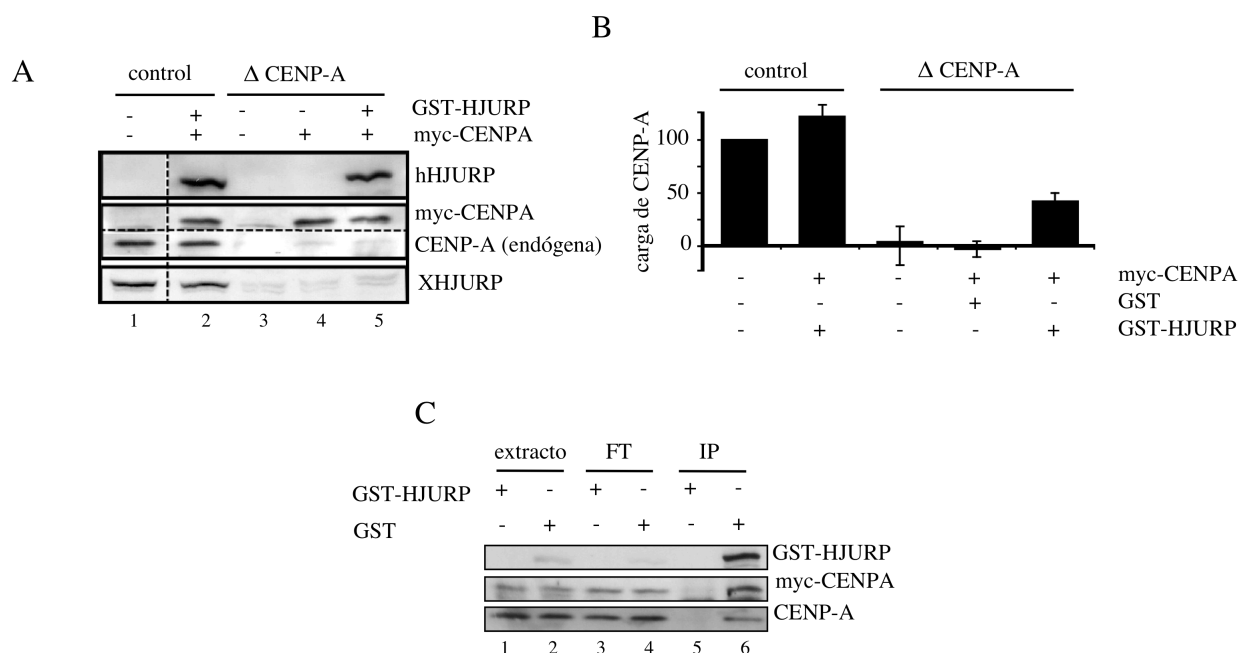 A
control Δ CENP-A
- + - - + GST-HJURP
- + - + + myc-CENPA
hHJURP
myc-CENPA
CENP-A (endógena)
XHJURP
1 2 3 4 5
B
control Δ CENP-A
carga de CENP-A
100
50
0
- + - + + myc-CENPA
- - - + - GST
- + - - + GST-HJURP
C
extracto FT IP
GST-HJURP + - + - + -
GST - + - + - +
GST-HJURP
myc-CENPA
CENP-A
1 2 3 4 5 6